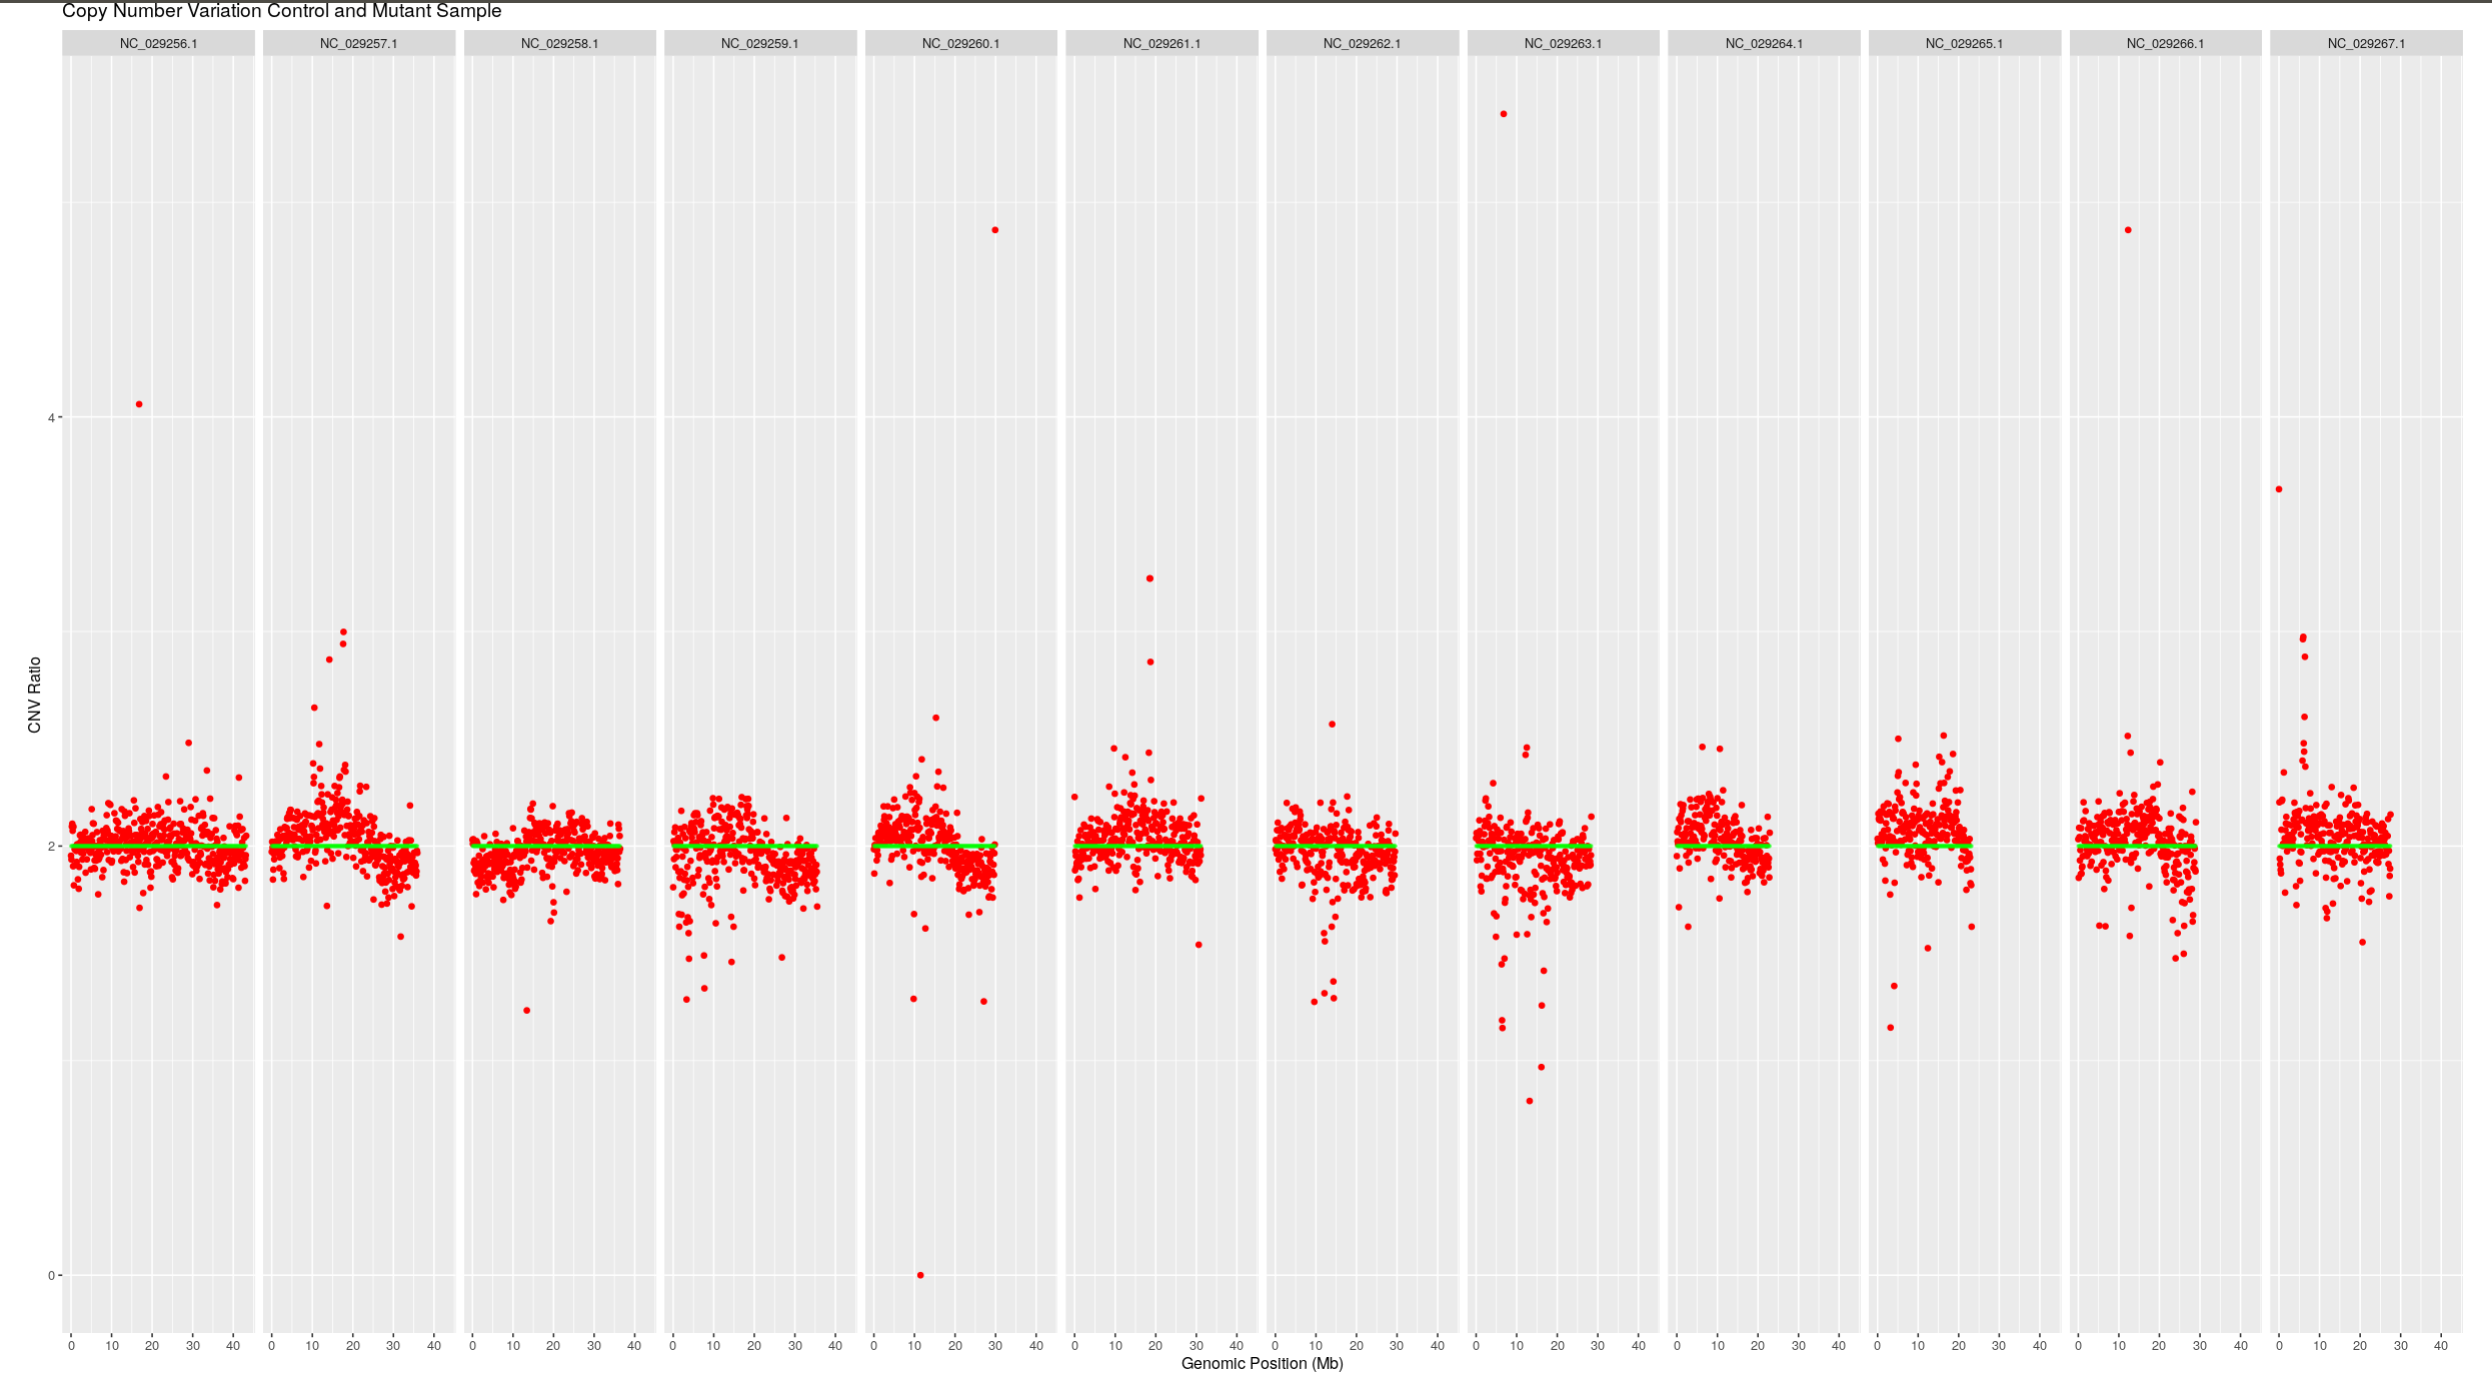 Copy Number Variation Control and Mutant Sample
NC_029256.1 NC_029257.1 NC_029258.1 NC_029259.1 NC_029260.1 NC_029261.1 NC_029262.1 NC_029263.1 NC_029264.1 NC_029265.1 NC_029266.1 NC_029267.1
4
CNV Ratio
2
0
0 10 20 30 40 0 10 20 30 40 0 10 20 30 40 0 10 20 30 40 0 10 20 30 40 0 10 20 30 40 0 10 20 30 40 0 10 20 30 40 0 10 20 30 40 0 10 20 30 40 0 10 20 30 40 0 10 20 30 40
Genomic Position (Mb)